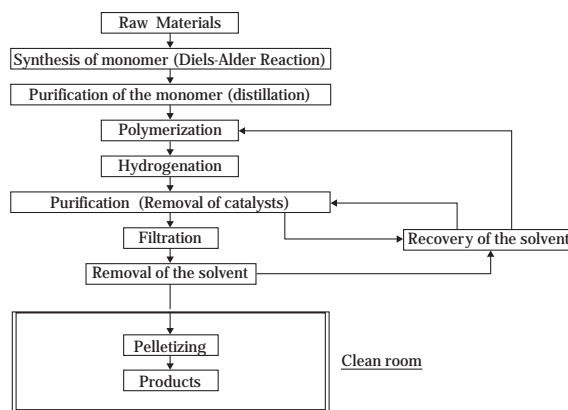 Raw Materials
Synthesis of monomer (Diels-Alder Reaction)
Purification of the monomer (distillation)
Polymerization
Hydrogenation
Purification (Removal of catalysts)
Filtration
Recovery of the solvent
Removal of the solvent
Pelletizing
Clean room
Products